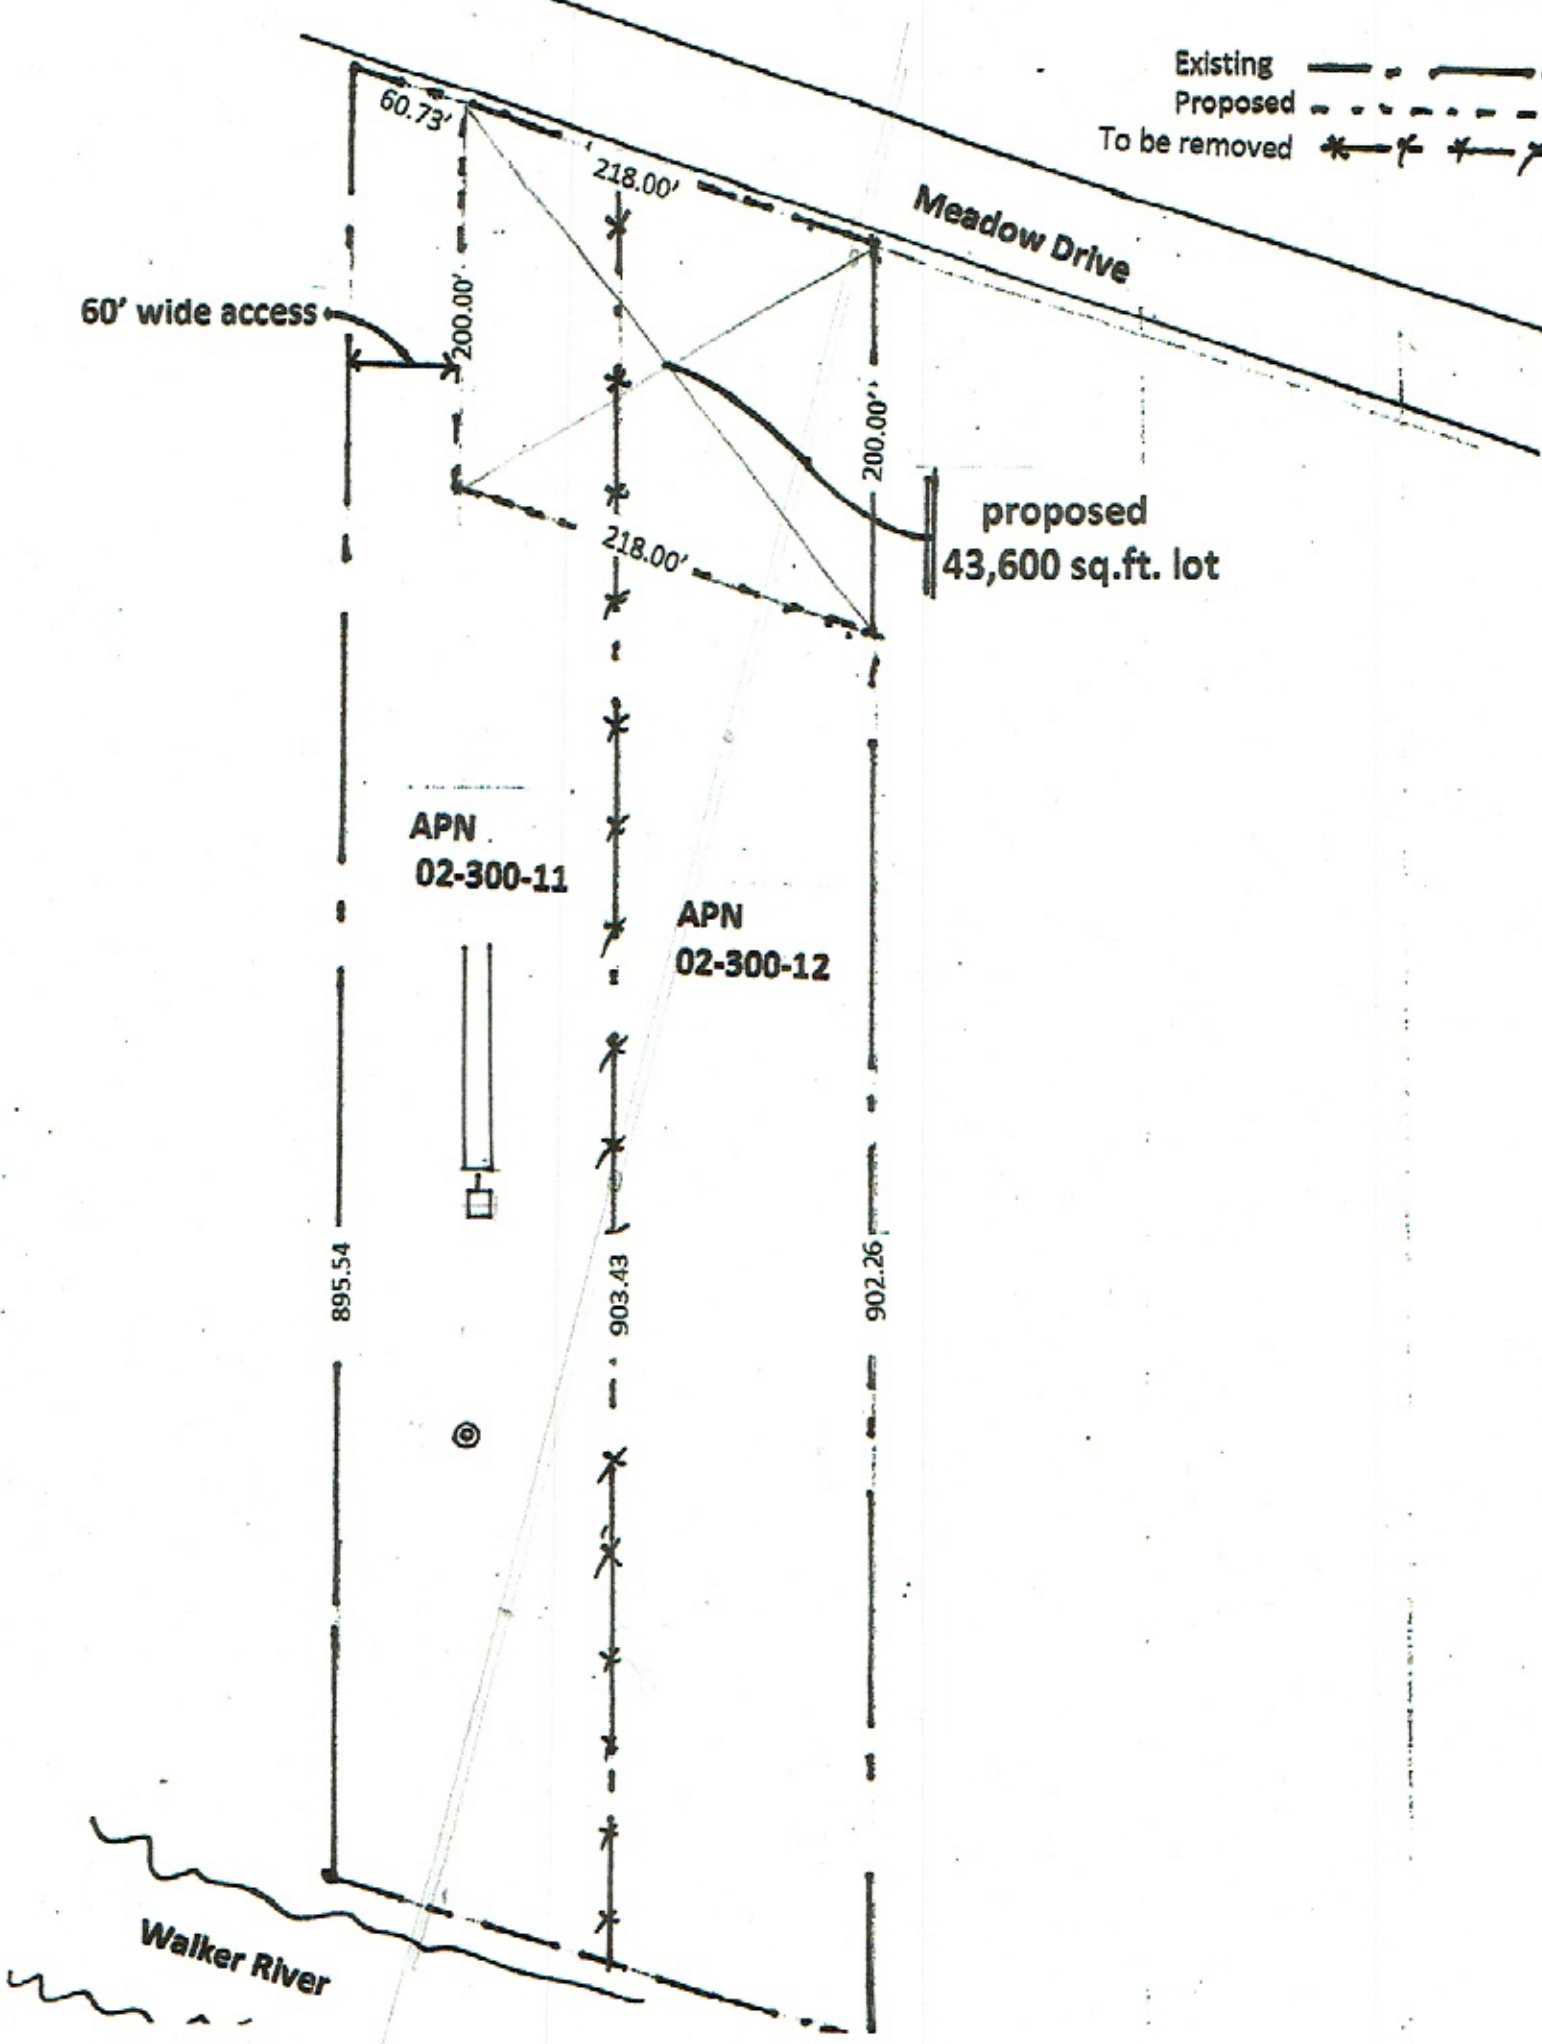 Existing
Proposed
To be removed
60.73'
218.00'
Meadow Drive
60' wide access
200.00'
200.00'
218.00'
proposed
43,600 sq.ft. lot
APN
02-300-11
APN
02-300-12
895.54
903.43
902.26
Walker River